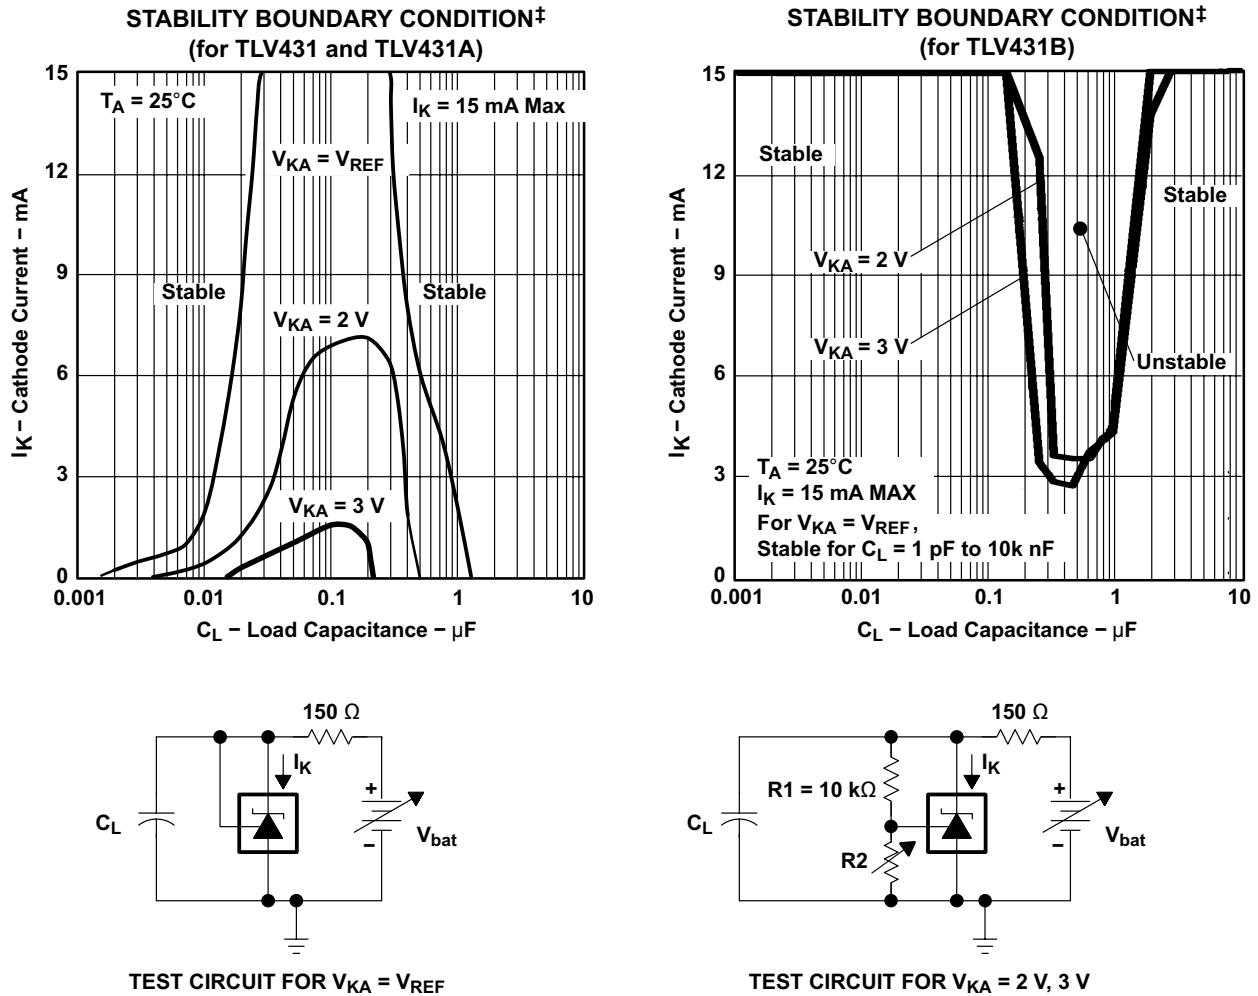 STABILITY BOUNDARY CONDITION‡
(for TLV431 and TLV431A)
15
12
9
6
3
0
I_K − Cathode Current − mA
T_A = 25°C
I_K = 15 mA Max
V_KA = V_REF
Stable
Stable
V_KA = 2 V
V_KA = 3 V
0.001
0.01
0.1
1
10
C_L − Load Capacitance − μF
STABILITY BOUNDARY CONDITION‡
(for TLV431B)
15
12
9
6
3
0
I_K − Cathode Current − mA
Stable
Stable
V_KA = 2 V
V_KA = 3 V
Unstable
T_A = 25°C
I_K = 15 mA MAX
For V_KA = V_REF,
Stable for C_L = 1 pF to 10k nF
0.001
0.01
0.1
1
10
C_L − Load Capacitance − μF
150 Ω
I_K
+
C_L
V_bat
−
TEST CIRCUIT FOR V_KA = V_REF
150 Ω
I_K
R1 = 10 kΩ
+
C_L
V_bat
R2
−
TEST CIRCUIT FOR V_KA = 2 V, 3 V